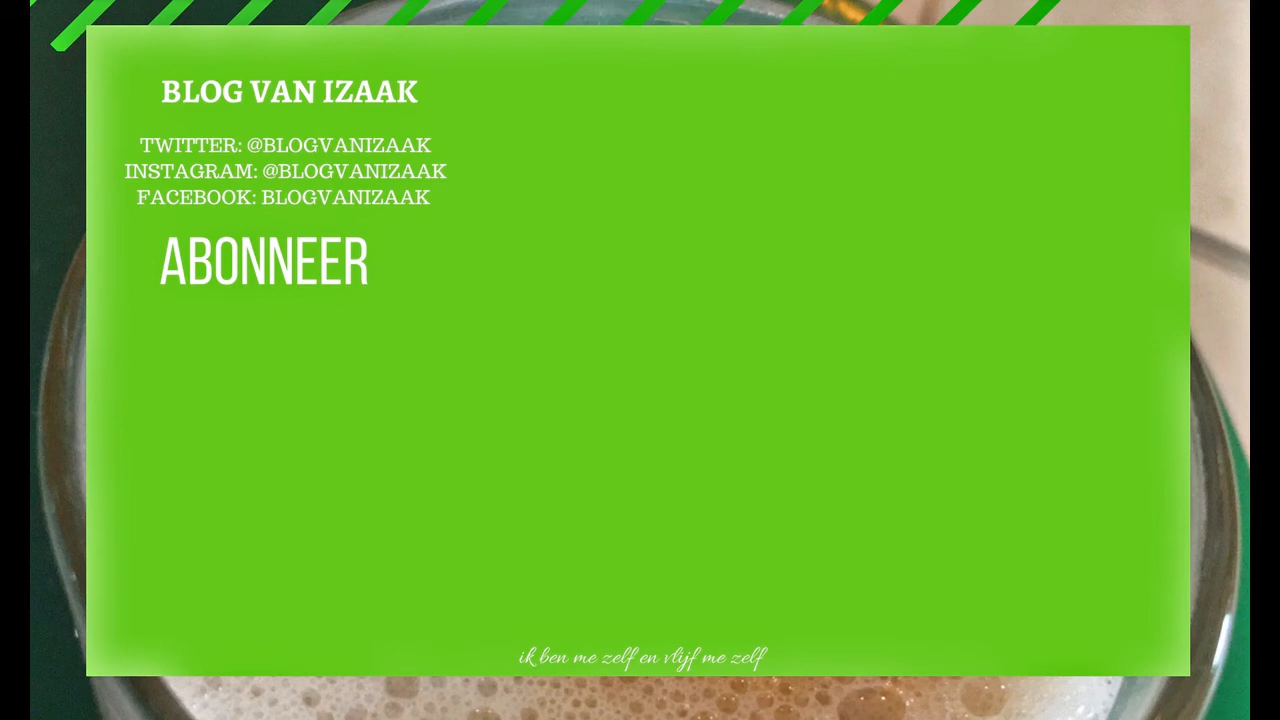 BLOG VAN IZAAK
TWITTER: @BLOGVANIZAAK
INSTAGRAM: @BLOGVANIZAAK
FACEBOOK: BLOGVANIZAAK
ABONNEER
ik ben me zelf en vlijf me zelf